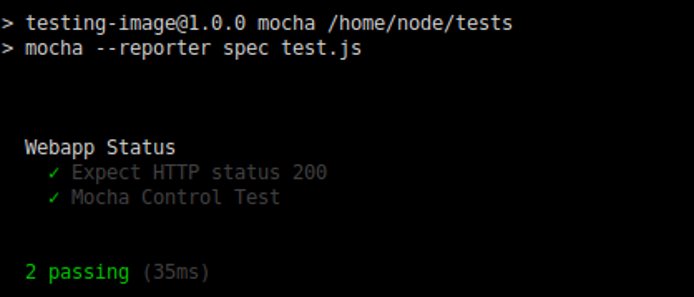 > testing-image@1.0.0 mocha /home/node/tests
> mocha --reporter spec test.js
Webapp Status
✓ Expect HTTP status 200
✓ Mocha Control Test
2 passing (35ms)